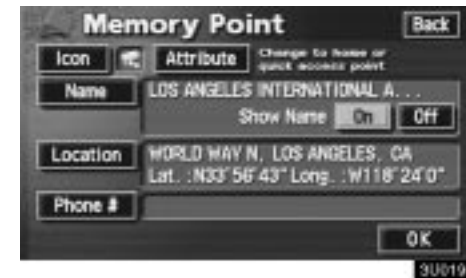 Memory Point Back
Icon Attribute Change to home or
quick access point
Name LOS ANGELES INTERNATIONAL A...
Show Name On Off
Location WORLD WAY N, LOS ANGELES, CA
Lat. :N33°56'43" Long. :W118°24'0"
Phone #
OK
3U019